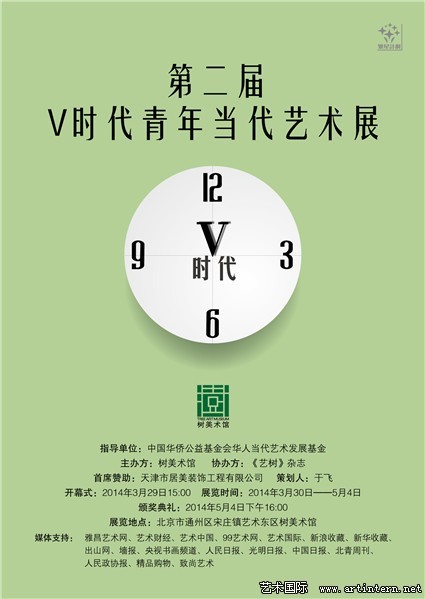 第二届
V时代青年当代艺术展
12
9
V
3
时代
6
TREE ART MUSEUM
树美术馆
指导单位：中国华侨公益基金会华人当代艺术发展基金
主办方：树美术馆 协办方：《艺树》杂志
首席赞助：天津市居美装饰工程有限公司 策划人：于飞
开幕式：2014年3月29日15:00 展览时间：2014年3月30日——5月4日
颁奖典礼：2014年5月4日下午16:00
展览地点：北京市通州区宋庄镇艺术东区树美术馆
媒体支持：雅昌艺术网、艺术财经、艺术中国、99艺术网、艺术国际、新浪收藏、新华收藏、
出山网、墙报、央视书画频道、人民日报、光明日报、中国日报、北青周刊、
人民政协报、精品购物、致尚艺术
艺术国际：www.artintern.net